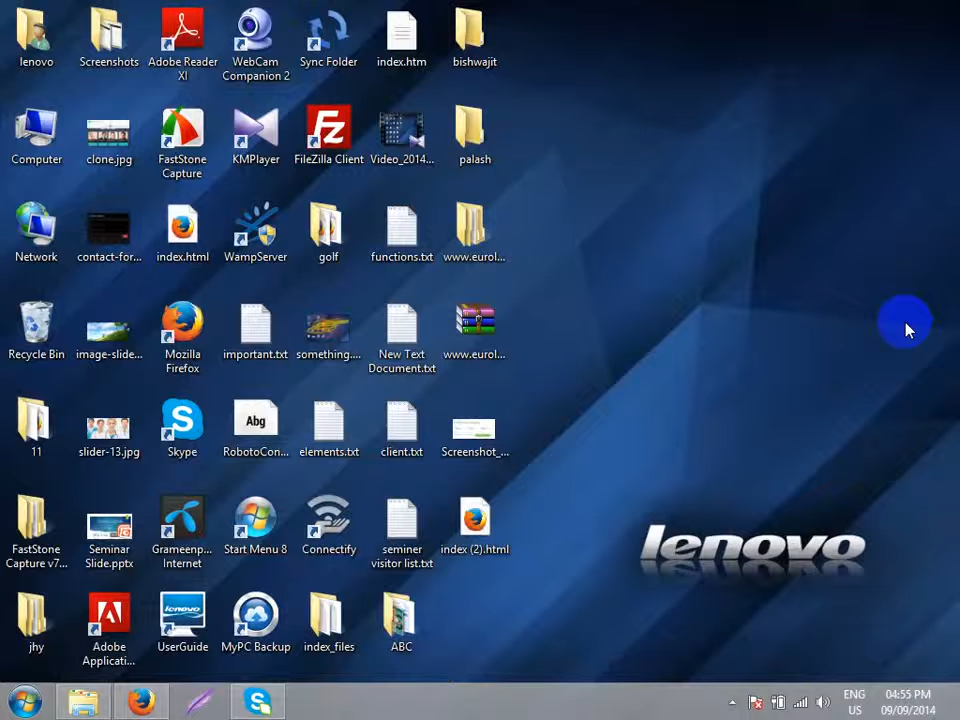 lenovo
Screenshots
Adobe Reader
XI
WebCam
Companion 2
Sync Folder
index.htm
bishwajit
Computer
clone.jpg
FastStone
Capture
KMPlayer
FileZilla Client
Video_2014...
palash
Network
contact-for...
index.html
WampServer
golf
functions.txt
www.eurol...
Recycle Bin
image-slide...
Mozilla
Firefox
important.txt
something....
New Text
Document.txt
www.eurol...
11
slider-13.jpg
Skype
Abg
RobotoCon...
elements.txt
client.txt
Screenshot_...
FastStone
Capture v7...
Seminar
Slide.pptx
Grameenp...
Internet
Start Menu 8
Connectify
seminer
visitor list.txt
index (2).html
lenovo
jhy
Adobe
Applicati...
lenovo
UserGuide
MyPC Backup
index_files
ABC
ENG
US
04:55 PM
09/09/2014